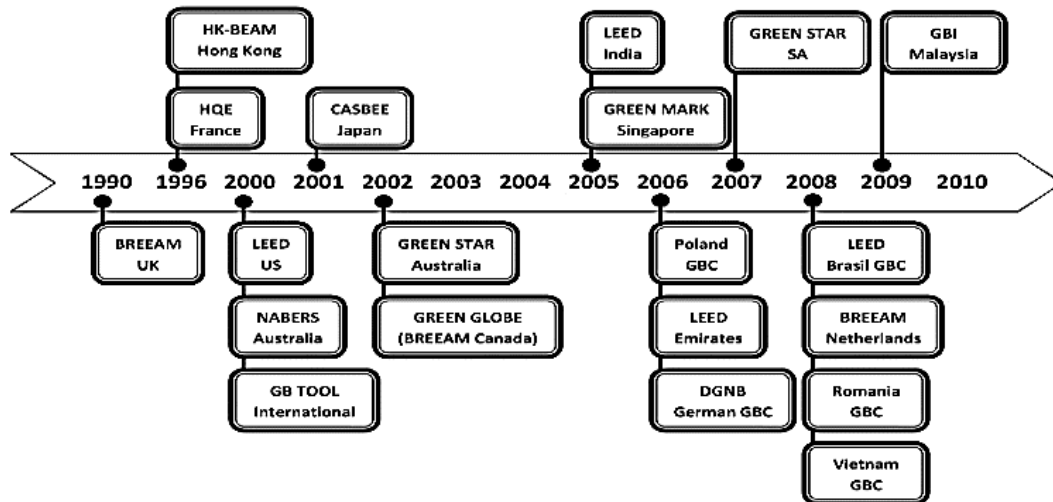 HK-BEAM
Hong Kong
LEED
India
GREEN STAR
SA
GBI
Malaysia
HQE
France
CASBEE
Japan
GREEN MARK
Singapore
1990 1996 2000 2001 2002 2003 2004 2005 2006 2007 2008 2009 2010
BREEAM
UK
LEED
US
GREEN STAR
Australia
Poland
GBC
LEED
Brasil GBC
NABERS
Australia
GREEN GLOBE
(BREEAM Canada)
LEED
Emirates
BREEAM
Netherlands
GB TOOL
International
DGNB
German GBC
Romania
GBC
Vietnam
GBC